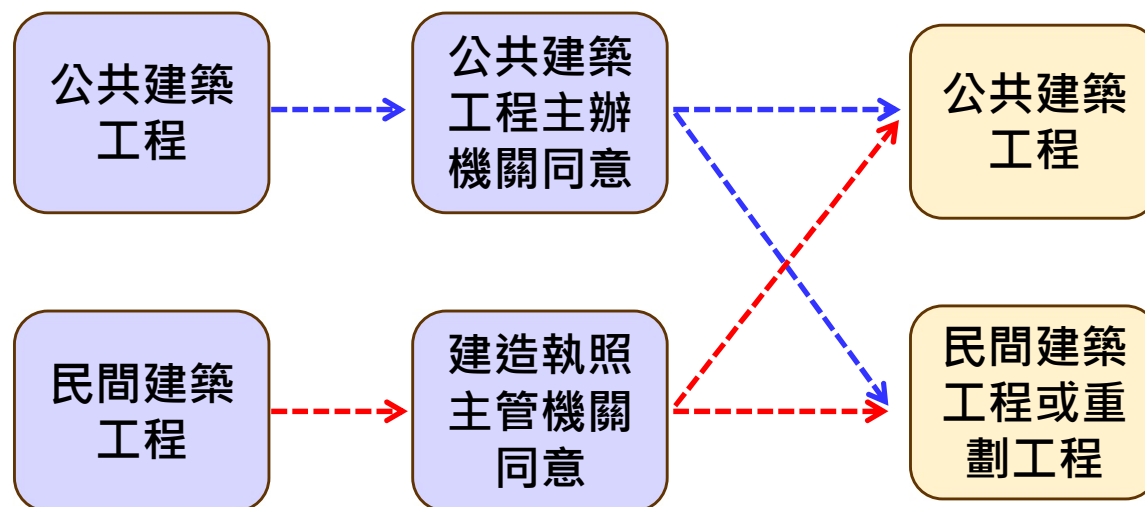 公共建築
工程
公共建築
工程主辦
機關同意
公共建築
工程
民間建築
工程
建造執照
主管機關
同意
民間建築
工程或重
劃工程